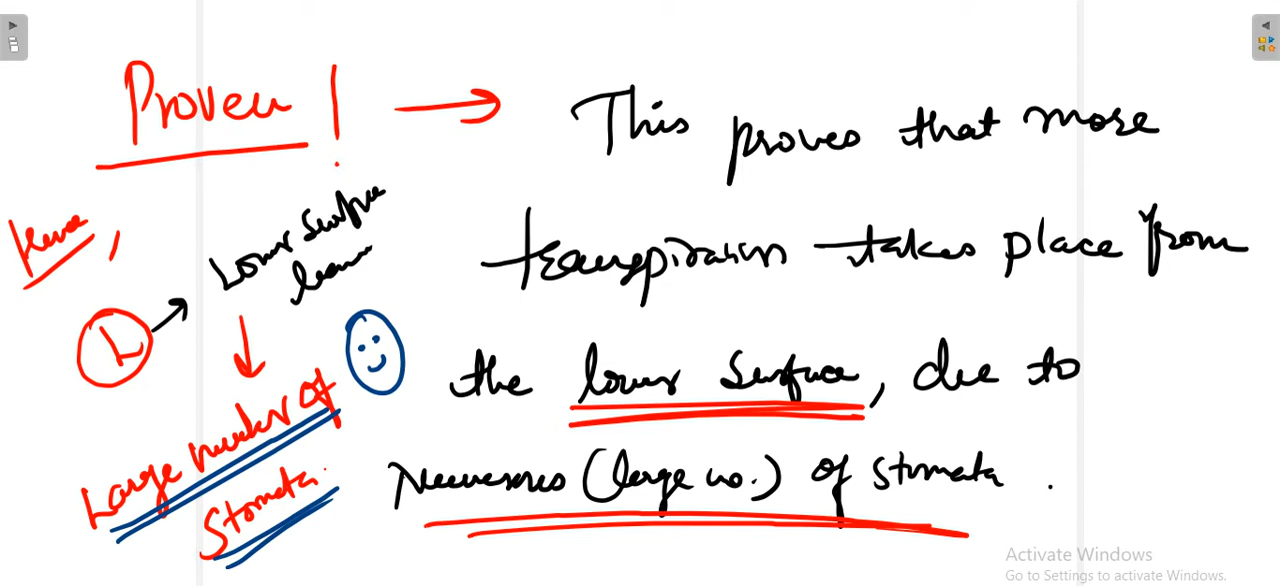 Proven !
This proves that more
transpiration takes place from
the lower surface, due to
Numerous (large no.) of stomata .
Hence ,
L
Lower Surface
leaves
Large number of
Stomata.
Activate Windows
Go to Settings to activate Windows.